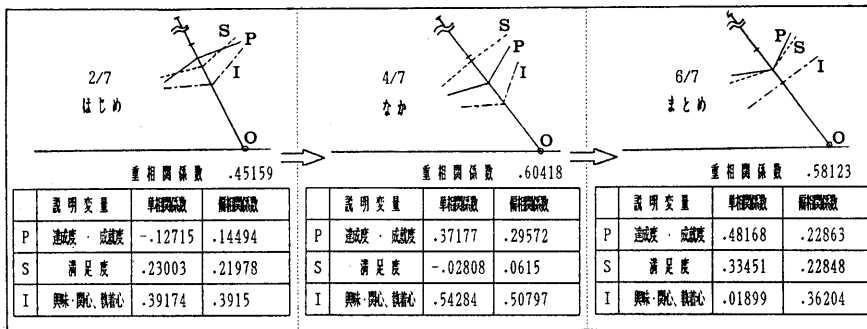 T
S
P
I
2/7
はじめ
O
重相関係数 .45159
説明変量 単相関係数 偏相関係数
P 達成度・成就度 -.12715 .14494
S 満足度 .23003 .21978
I 興味・関心、執着心 .39174 .3915
T
S
P
I
4/7
なか
O
重相関係数 .60418
説明変量 単相関係数 偏相関係数
P 達成度・成就度 .37177 .29572
S 満足度 -.02808 .0615
I 興味・関心、執着心 .54284 .50797
T
P
S
I
6/7
まとめ
O
重相関係数 .58123
説明変量 単相関係数 偏相関係数
P 達成度・成就度 .48168 .22863
S 満足度 .33451 .22848
I 興味・関心、執着心 .01899 .36204